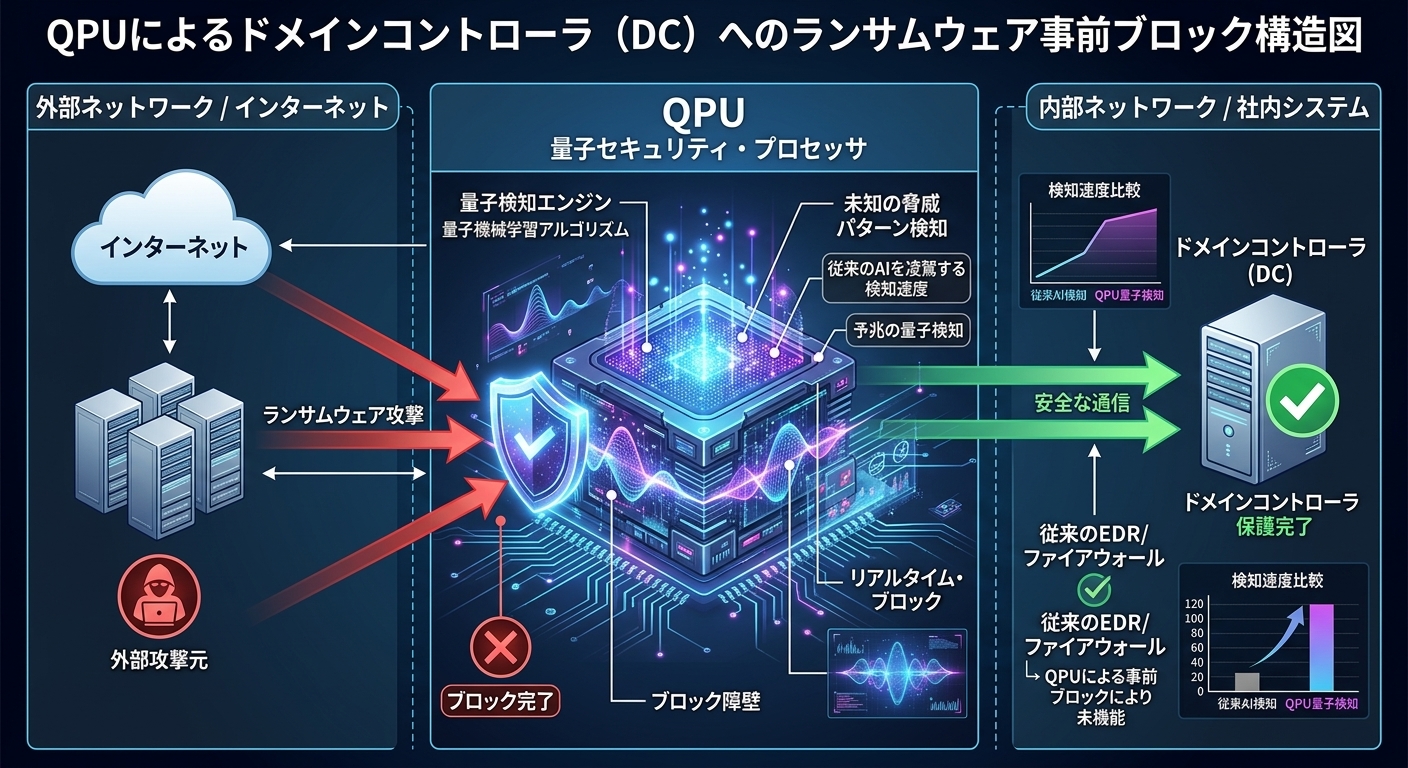 QPUによるドメインコントローラ（DC）へのランサムウェア事前ブロック構造図
外部ネットワーク / インターネット
インターネット
ランサムウェア攻撃
外部攻撃元
QPU
量子セキュリティ・プロセッサ
量子検知エンジン
量子機械学習アルゴリズム
未知の脅威
パターン検知
従来のAIを凌駕する
検知速度
予兆の量子検知
リアルタイム・
ブロック
ブロック障壁
ブロック完了
内部ネットワーク / 社内システム
検知速度比較
従来AI検知 QPU量子検知
ドメインコントローラ
(DC)
安全な通信
ドメインコントローラ
保護完了
従来のEDR/
ファイアウォール
従来のEDR/
ファイアウォール
QPUによる事前
ブロックにより
未機能
検知速度比較
120
100
80
60
40
20
0
従来AI検知 QPU量子検知